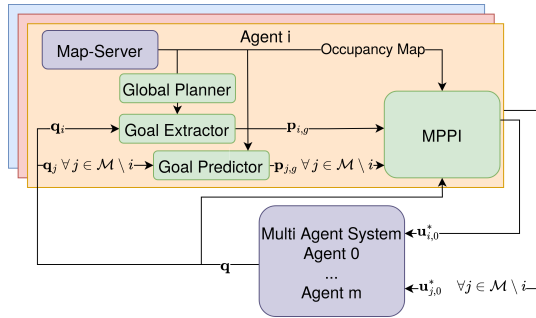 Agent i
Map-Server
Occupancy Map
Global Planner
q_i
Goal Extractor
p_{i,g}
MPPI
q_j ∀ j ∈ M \ i
Goal Predictor
p_{j,g} ∀ j ∈ M \ i
Multi Agent System
Agent 0
...
Agent m
q
u*_{i,0}
u*_{j,0} ∀j ∈ M \ i